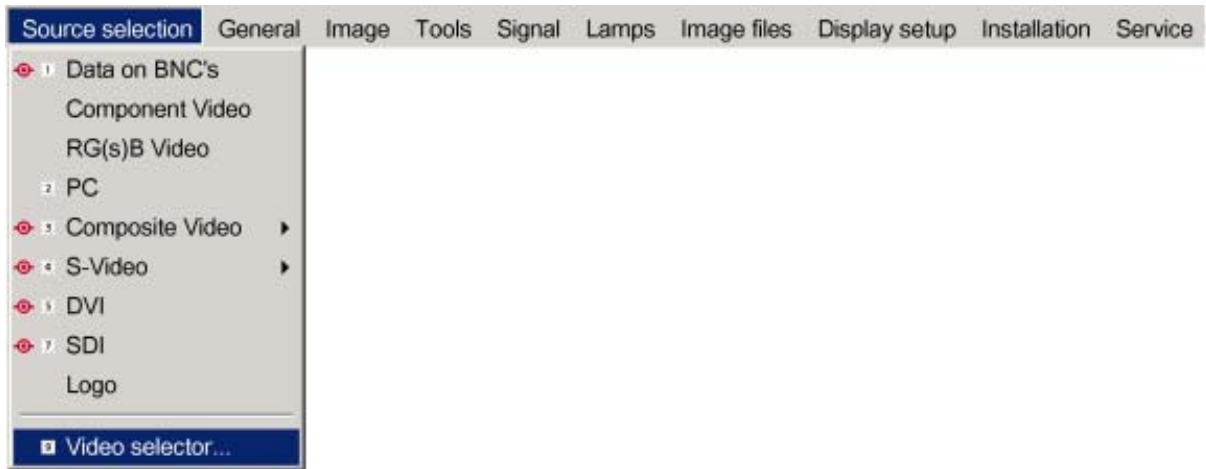 Source selection General Image Tools Signal Lamps Image files Display setup Installation Service
1 Data on BNC's
Component Video
RG(s)B Video
2 PC
3 Composite Video
4 S-Video
5 DVI
7 SDI
Logo
9 Video selector...